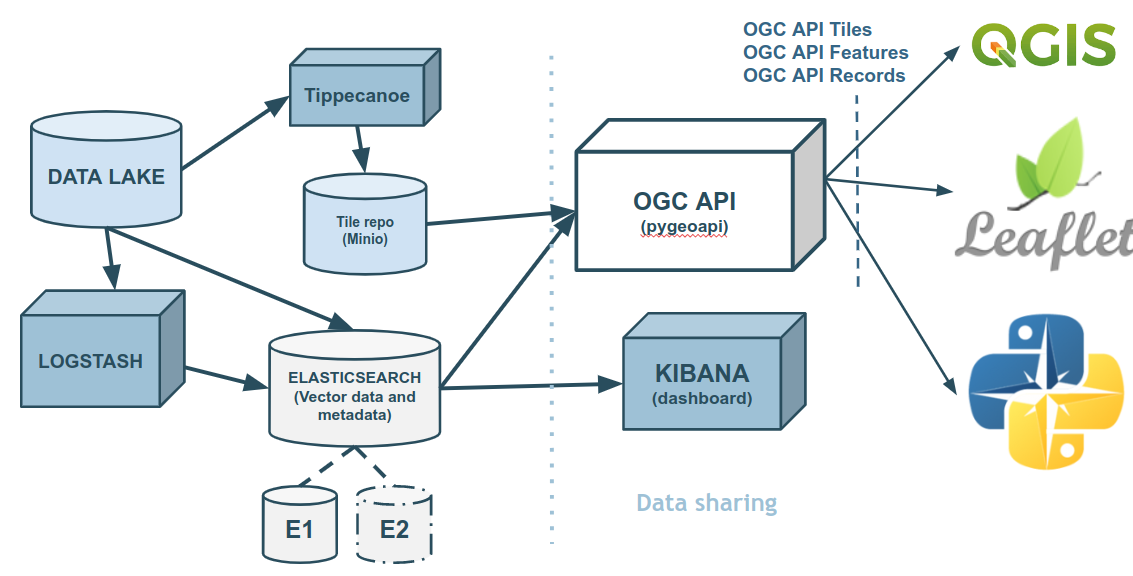 OGC API Tiles
OGC API Features
OGC API Records
QGIS
Tippecanoe
DATA LAKE
Tile repo
(Minio)
OGC API
(pygeoapi)
Leaflet
LOGSTASH
ELASTICSEARCH
(Vector data and
metadata)
KIBANA
(dashboard)
Data sharing
E1
E2